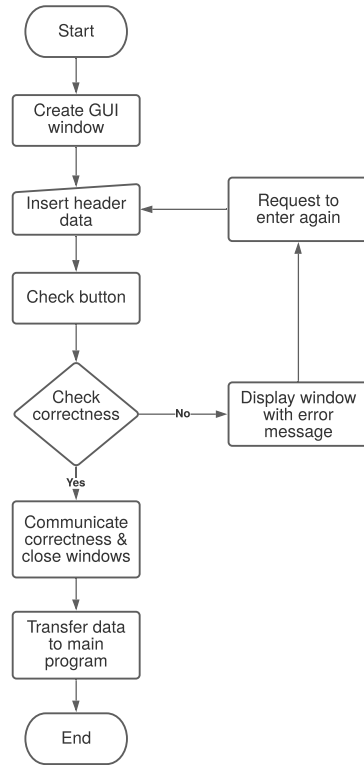 Start
Create GUI
window
Insert header
data
Request to
enter again
Check button
Check
correctness
No
Display window
with error
message
Yes
Communicate
correctness &
close windows
Transfer data
to main
program
End